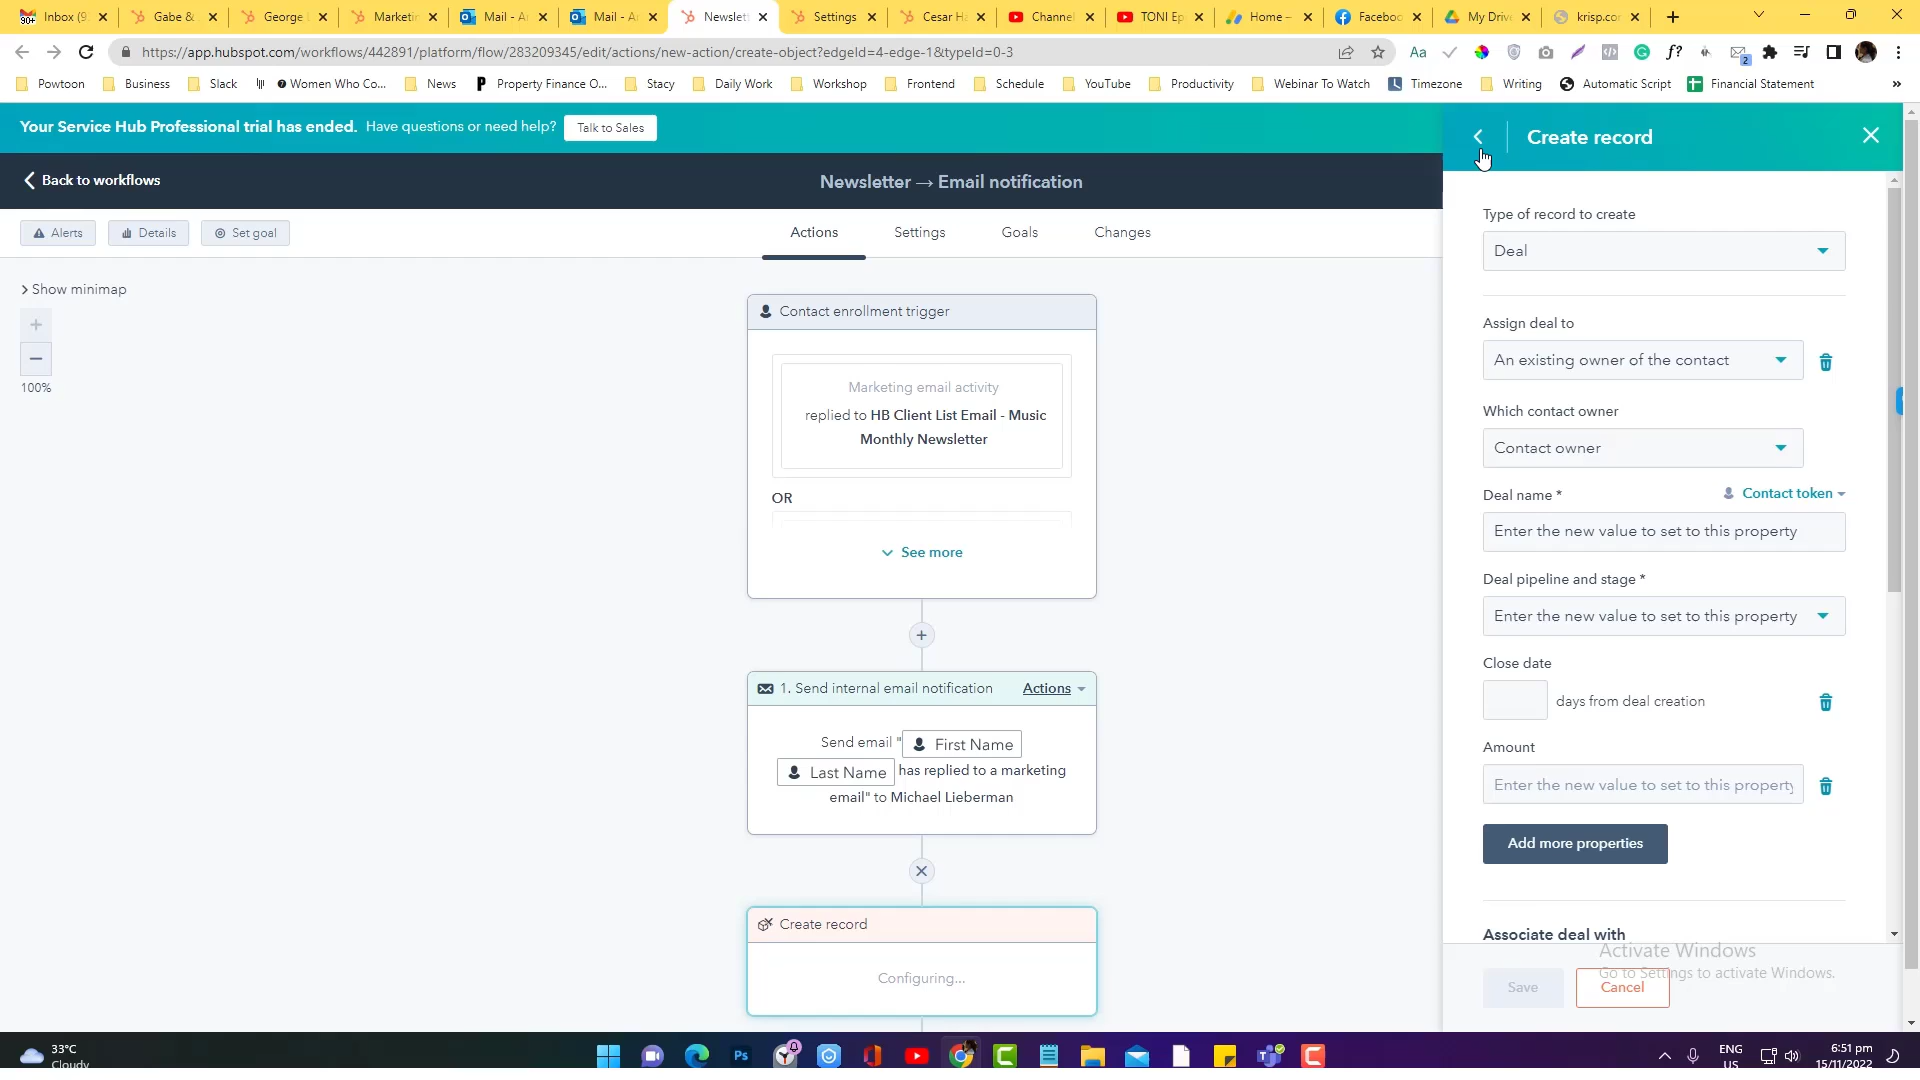 Inbox (9:
Gabe &
George
Marketin
Mail - A
Mail - A
Newslet
Settings
Cesar H
Channel
TONI Ep
Home –
Faceboo
My Driv
krisp.co
https://app.hubspot.com/workflows/442891/platform/flow/283209345/edit/actions/new-action/create-object?edgeId=4-edge-1&typeId=0-3
Powtoon
Business
Slack
Women Who Co...
News
Property Finance O...
Stacy
Daily Work
Workshop
Frontend
Schedule
YouTube
Productivity
Webinar To Watch
Timezone
Writing
Automatic Script
Financial Statement
Your Service Hub Professional trial has ended. Have questions or need help? Talk to Sales
Create record
Back to workflows
Newsletter → Email notification
Alerts
Details
Set goal
Actions
Settings
Goals
Changes
Show minimap
100%
Contact enrollment trigger
Marketing email activity
replied to HB Client List Email - Music
Monthly Newsletter
OR
See more
1. Send internal email notification Actions
Send email " First Name
Last Name has replied to a marketing
email" to Michael Lieberman
Create record
Configuring...
Type of record to create
Deal
Assign deal to
An existing owner of the contact
Which contact owner
Contact owner
Deal name *
Contact token
Enter the new value to set to this property
Deal pipeline and stage *
Enter the new value to set to this property
Close date
days from deal creation
Amount
Enter the new value to set to this property
Add more properties
Associate deal with
Activate Windows
Go to Settings to activate Windows.
Save
Cancel
33°C
Cloudy
ENG
US
6:51 pm
15/11/2022